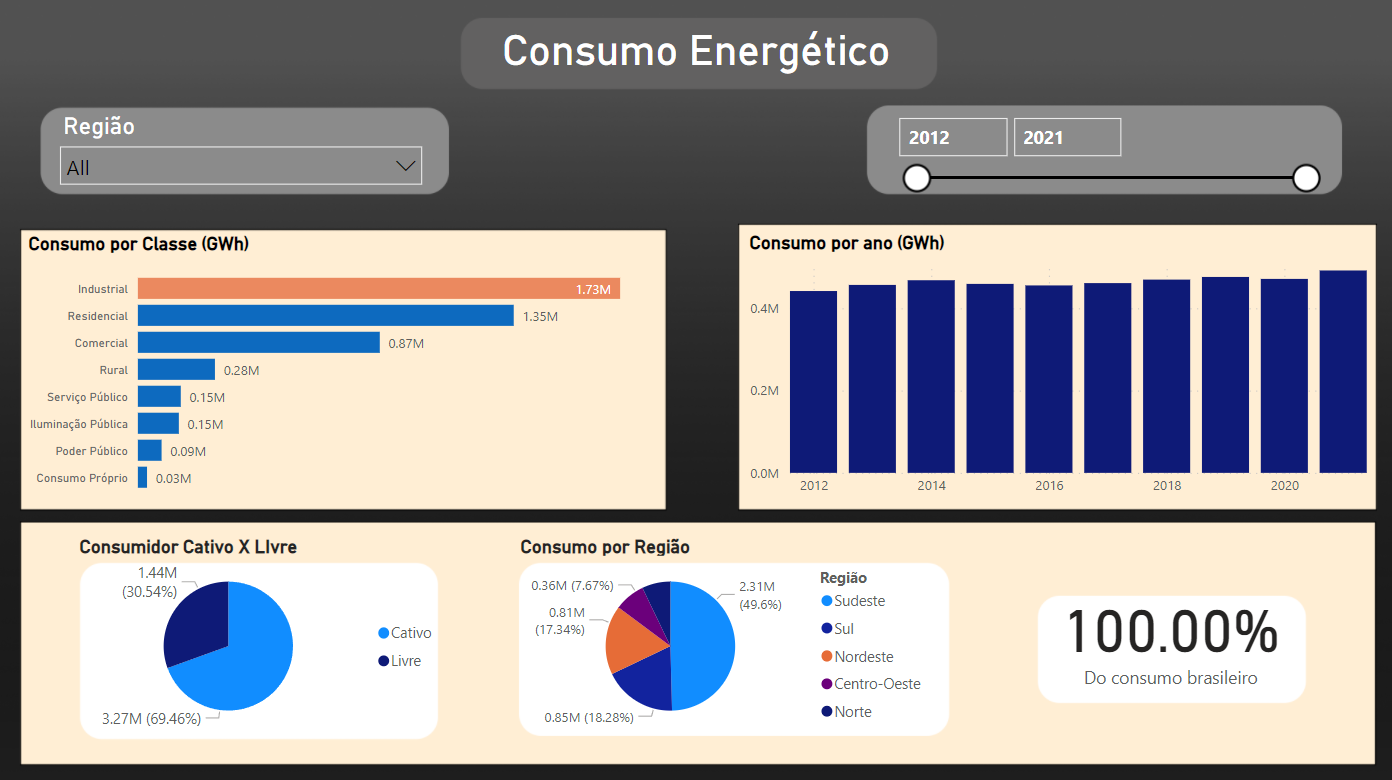 Consumo Energético
Região
All
2012 2021
Consumo por Classe (GWh)
Industrial 1.73M
Residencial 1.35M
Comercial 0.87M
Rural 0.28M
Serviço Público 0.15M
Iluminação Pública 0.15M
Poder Público 0.09M
Consumo Próprio 0.03M
Consumo por ano (GWh)
0.4M
0.2M
0.0M
2012 2014 2016 2018 2020
Consumidor Cativo X LIvre
1.44M
(30.54%)
3.27M (69.46%)
Cativo
Livre
Consumo por Região
0.36M (7.67%)
0.81M
(17.34%)
0.85M (18.28%)
2.31M
(49.6%)
Região
Sudeste
Sul
Nordeste
Centro-Oeste
Norte
100.00%
Do consumo brasileiro